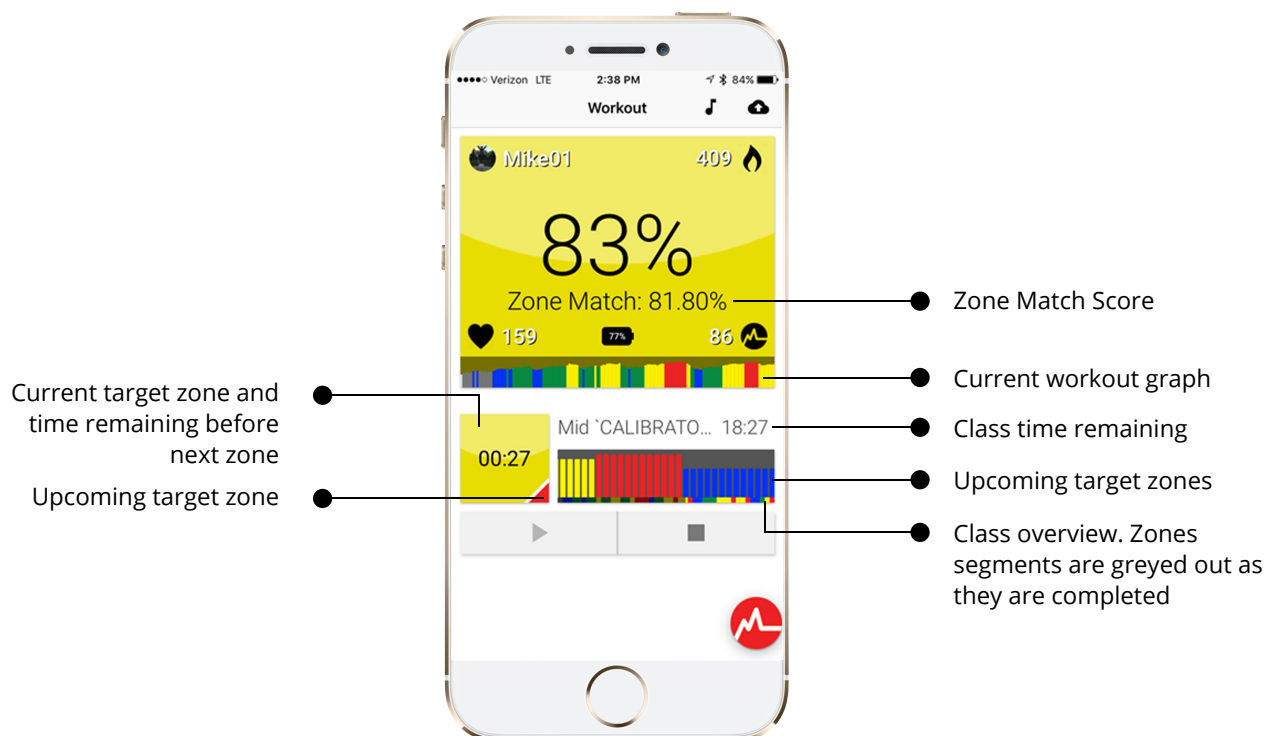 Verizon LTE 2:38 PM 84%
Workout
Mike01 409
83%
Zone Match: 81.80%
159 77% 86
Zone Match Score
Current workout graph
Current target zone and
time remaining before
next zone
Upcoming target zone
00:27
Mid `CALIBRATO... 18:27
Class time remaining
Upcoming target zones
Class overview. Zones
segments are greyed out as
they are completed